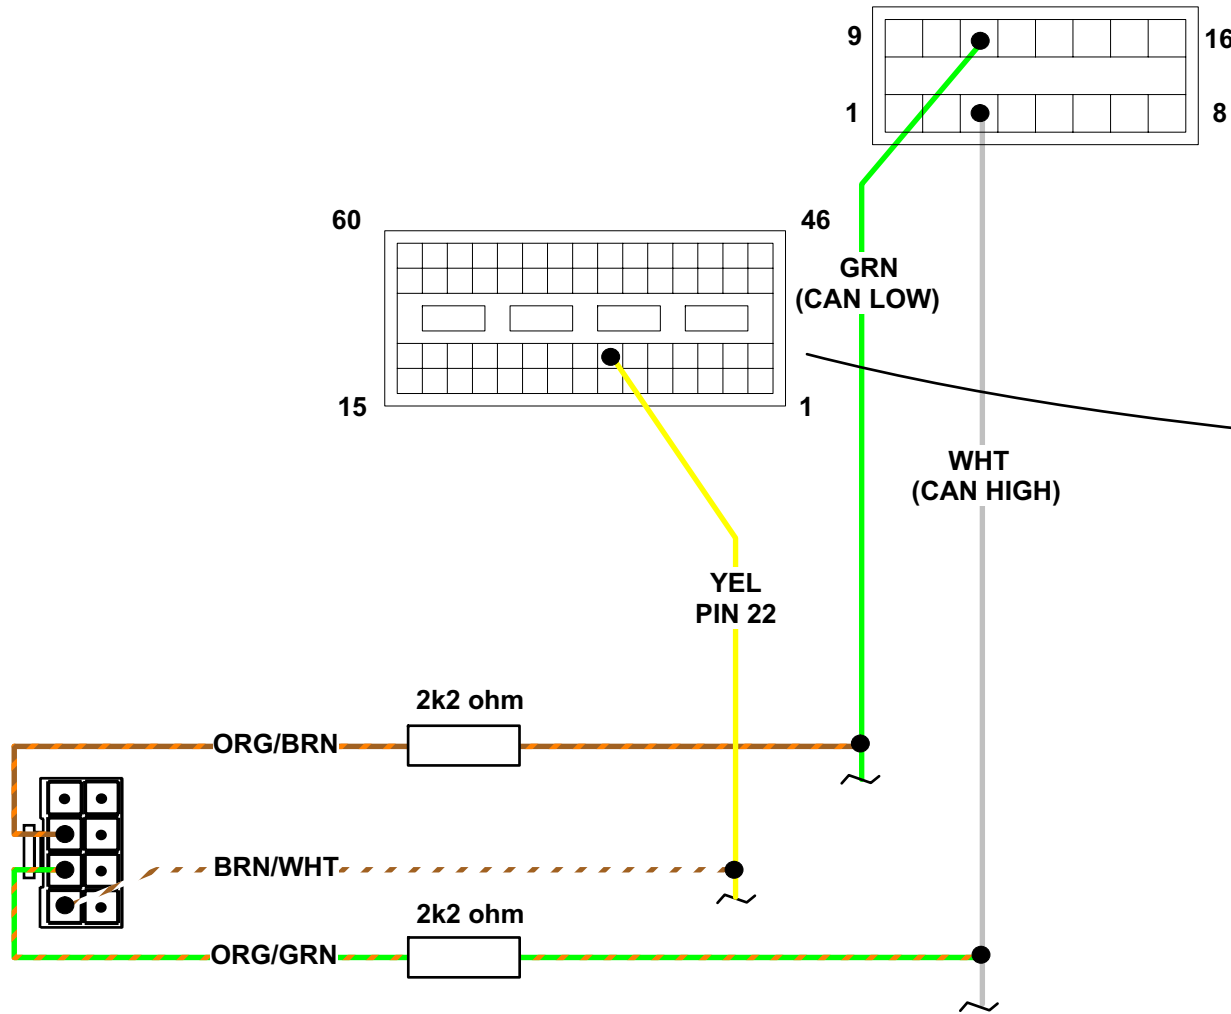 9
16
1
8
60
46
GRN
(CAN LOW)
15
1
WHT
(CAN HIGH)
YEL
PIN 22
2k2 ohm
ORG/BRN
BRN/WHT
2k2 ohm
ORG/GRN